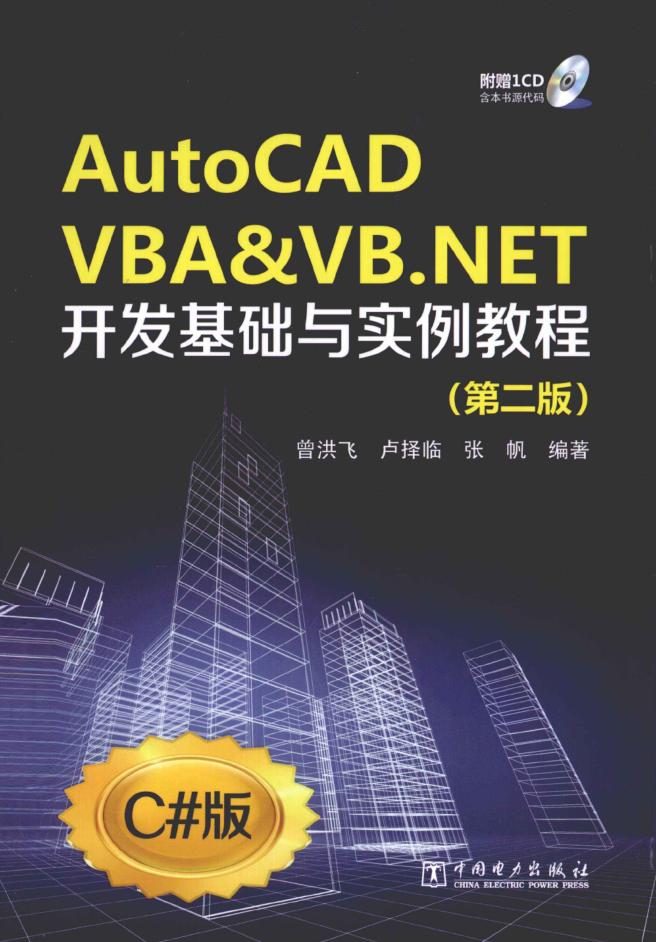 附赠1CD
含本书源代码
AutoCAD
VBA&VB.NET
开发基础与实例教程
（第二版）
曾洪飞 卢择临 张 帆 编著
C#版
中国电力出版社
CHINA ELECTRIC POWER PRESS